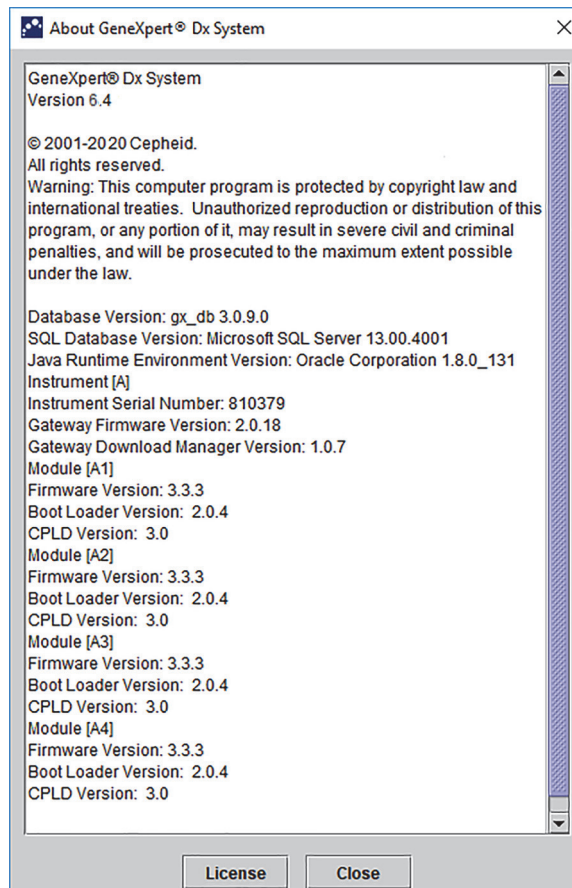 About GeneXpert® Dx System
GeneXpert® Dx System
Version 6.4
© 2001-2020 Cepheid.
All rights reserved.
Warning: This computer program is protected by copyright law and
international treaties. Unauthorized reproduction or distribution of this
program, or any portion of it, may result in severe civil and criminal
penalties, and will be prosecuted to the maximum extent possible
under the law.
Database Version: gx_db 3.0.9.0
SQL Database Version: Microsoft SQL Server 13.00.4001
Java Runtime Environment Version: Oracle Corporation 1.8.0_131
Instrument [A]
Instrument Serial Number: 810379
Gateway Firmware Version: 2.0.18
Gateway Download Manager Version: 1.0.7
Module [A1]
Firmware Version: 3.3.3
Boot Loader Version: 2.0.4
CPLD Version: 3.0
Module [A2]
Firmware Version: 3.3.3
Boot Loader Version: 2.0.4
CPLD Version: 3.0
Module [A3]
Firmware Version: 3.3.3
Boot Loader Version: 2.0.4
CPLD Version: 3.0
Module [A4]
Firmware Version: 3.3.3
Boot Loader Version: 2.0.4
CPLD Version: 3.0
License Close